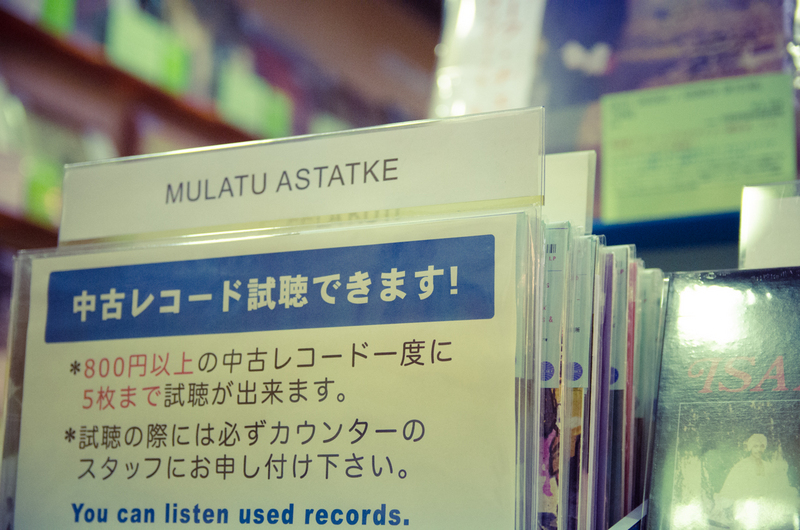 MULATU ASTATKE
中古レコード試聴できます!
*800円以上の中古レコード一度に
5枚まで試聴が出来ます。
*試聴の際には必ずカウンターの
スタッフにお申し付け下さい。
You can listen used records.